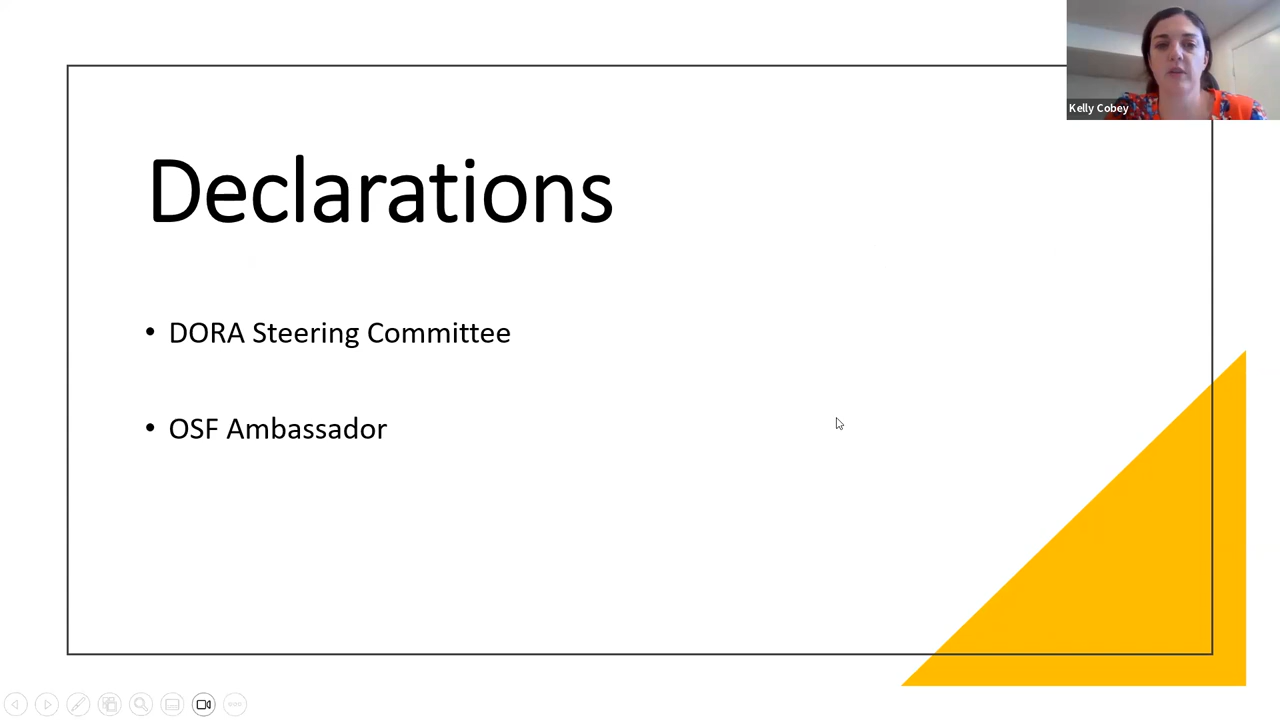 Kelly Cobey
Declarations
• DORA Steering Committee
• OSF Ambassador